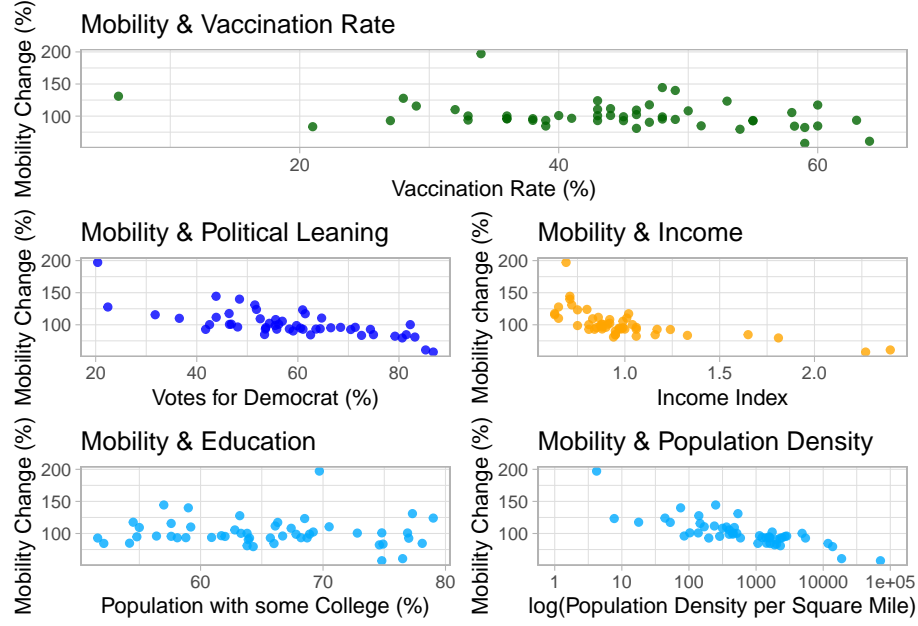 Mobility & Vaccination Rate
Mobility Change (%)
200
150
100
20 40 60
Vaccination Rate (%)
Mobility & Political Leaning
Mobility Change (%)
200
150
100
20 40 60 80
Votes for Democrat (%)
Mobility & Income
Mobility change (%)
200
150
100
1.0 1.5 2.0
Income Index
Mobility & Education
Mobility Change (%)
200
150
100
60 70 80
Population with some College (%)
Mobility & Population Density
Mobility Change (%)
200
150
100
1 10 100 1000 10000 1e+05
log(Population Density per Square Mile)